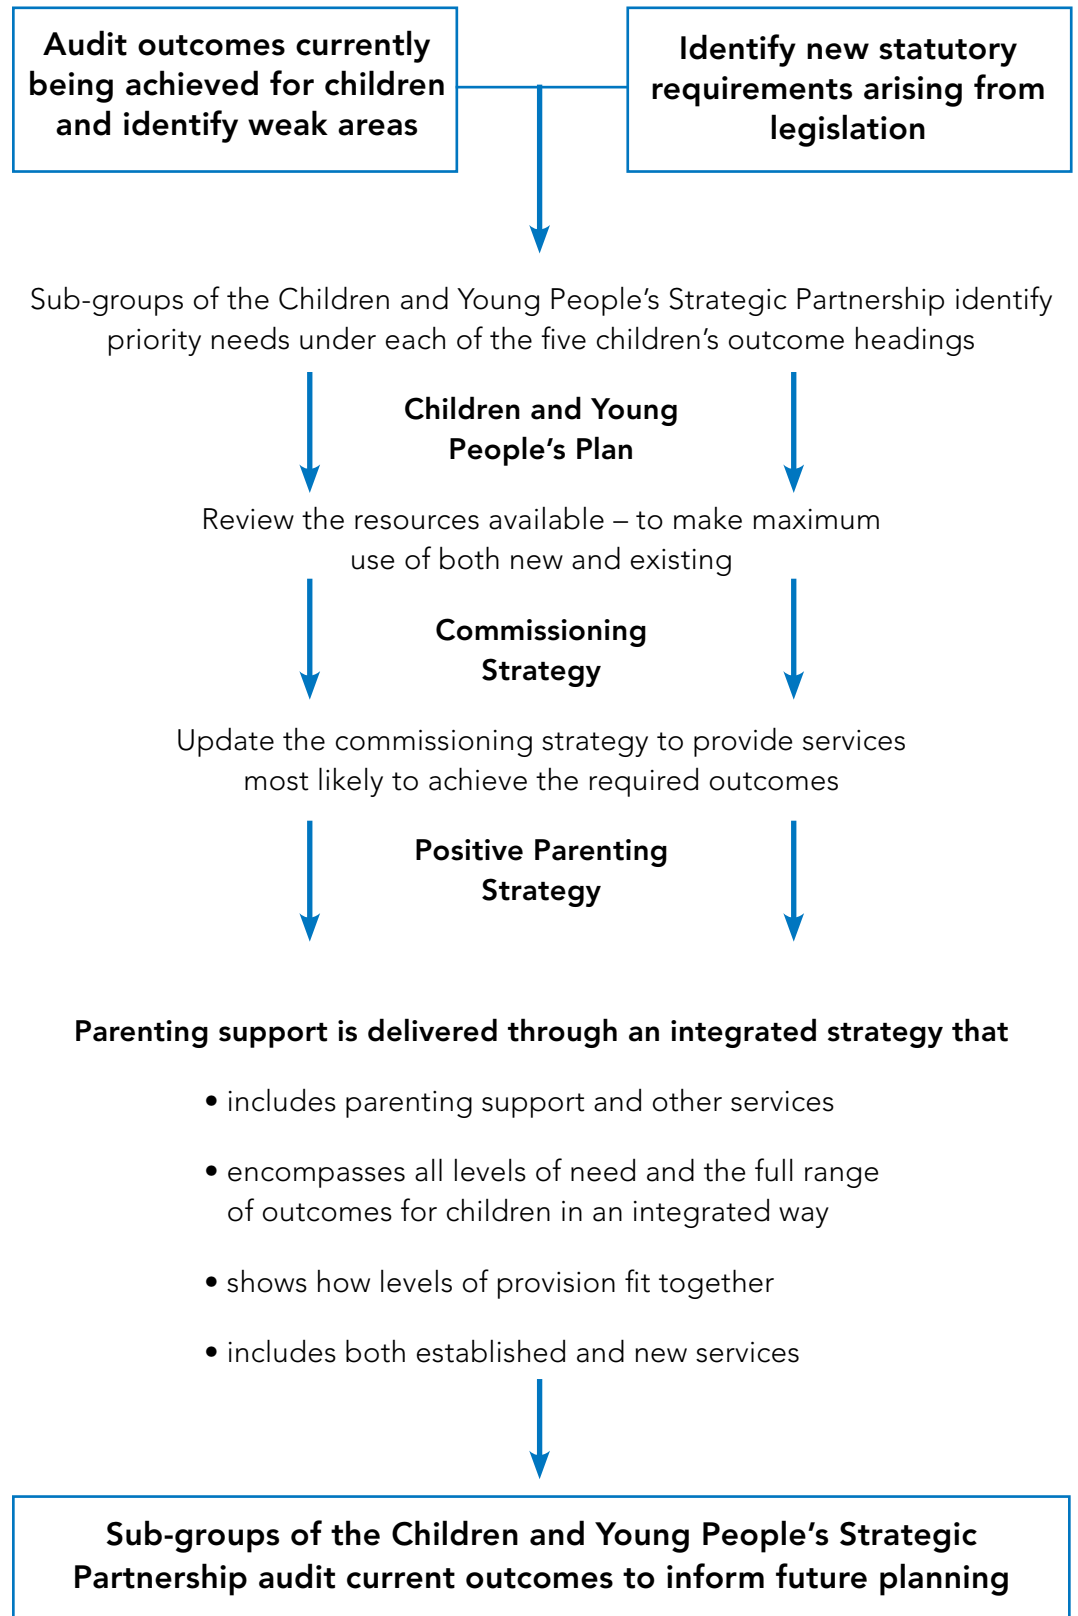 Audit outcomes currently
being achieved for children
and identify weak areas
Identify new statutory
requirements arising from
legislation
Sub-groups of the Children and Young People’s Strategic Partnership identify
priority needs under each of the five children’s outcome headings
Children and Young
People’s Plan
Review the resources available – to make maximum
use of both new and existing
Commissioning
Strategy
Update the commissioning strategy to provide services
most likely to achieve the required outcomes
Positive Parenting
Strategy
Parenting support is delivered through an integrated strategy that
• includes parenting support and other services
• encompasses all levels of need and the full range
of outcomes for children in an integrated way
• shows how levels of provision fit together
• includes both established and new services
Sub-groups of the Children and Young People’s Strategic
Partnership audit current outcomes to inform future planning